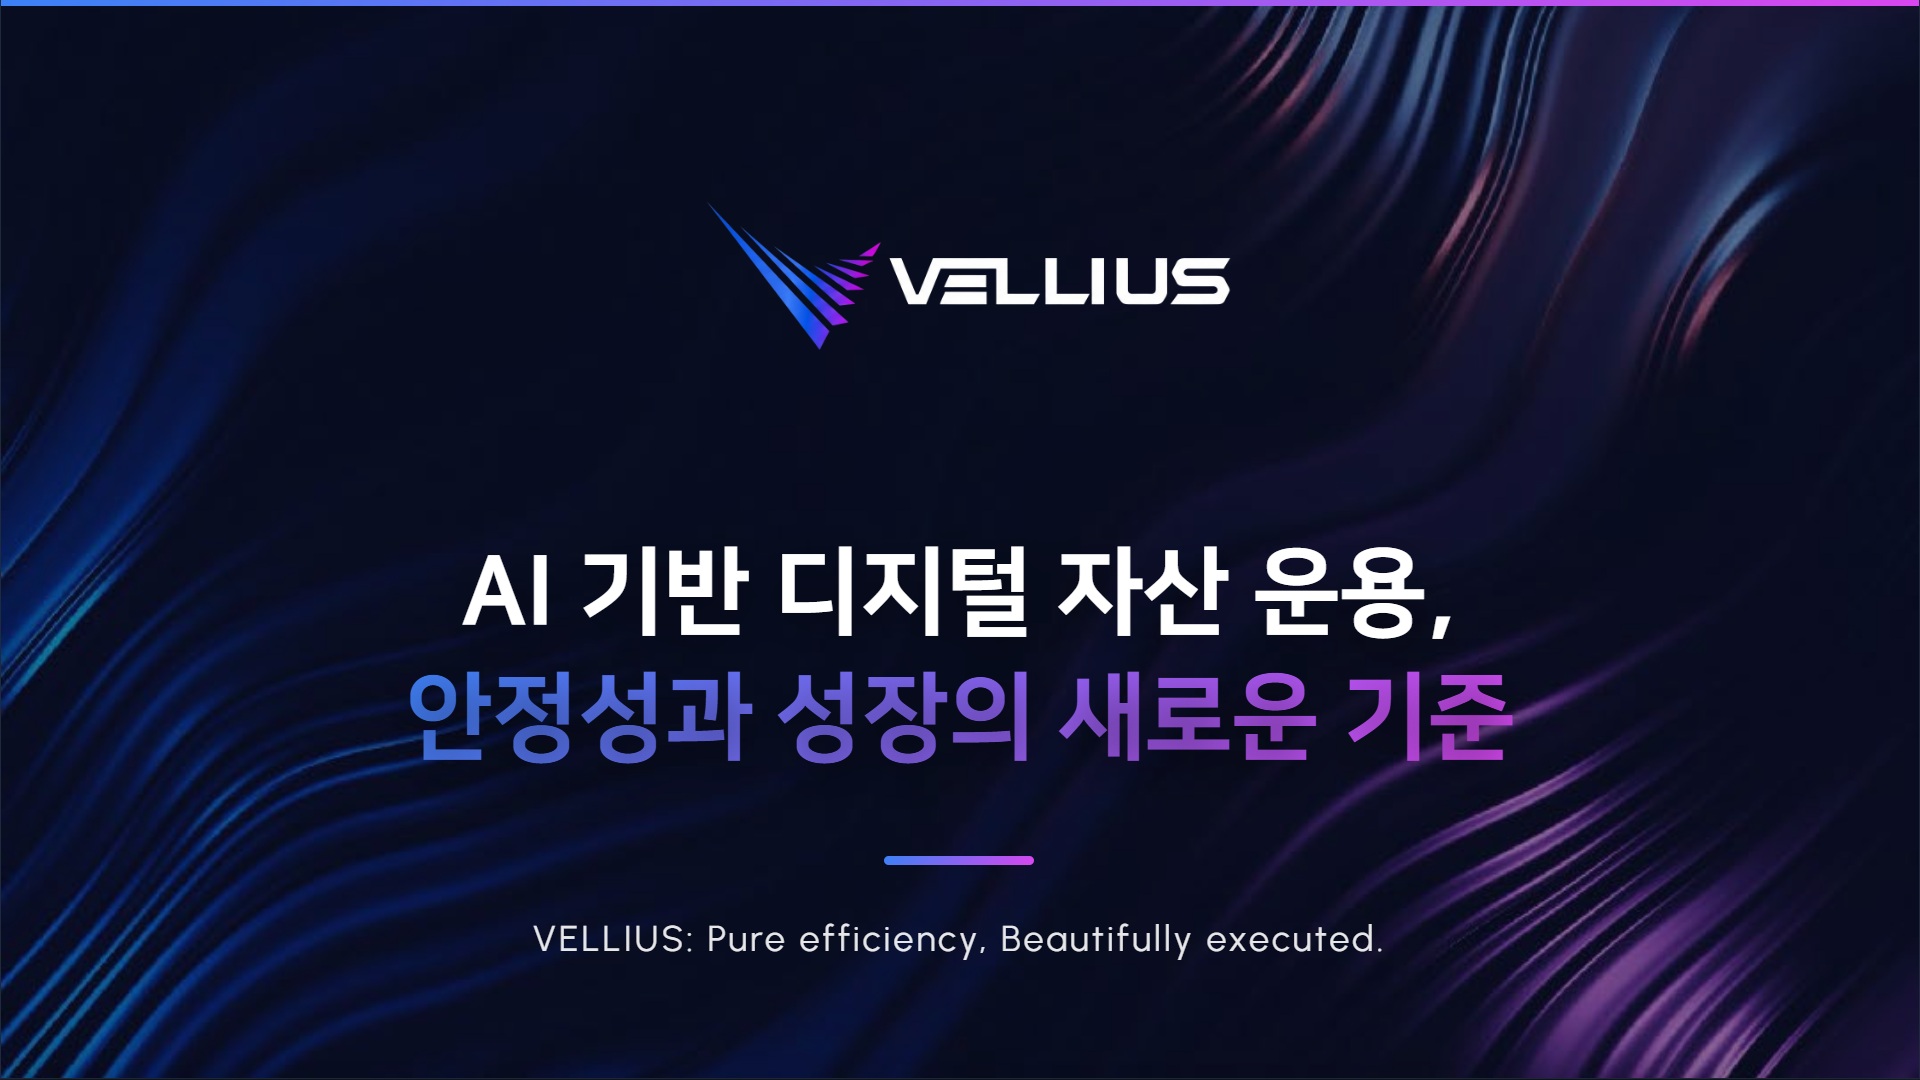 VELLIUS
AI 기반 디지털 자산 운용,
안정성과 성장의 새로운 기준
VELLIUS: Pure efficiency, Beautifully executed.